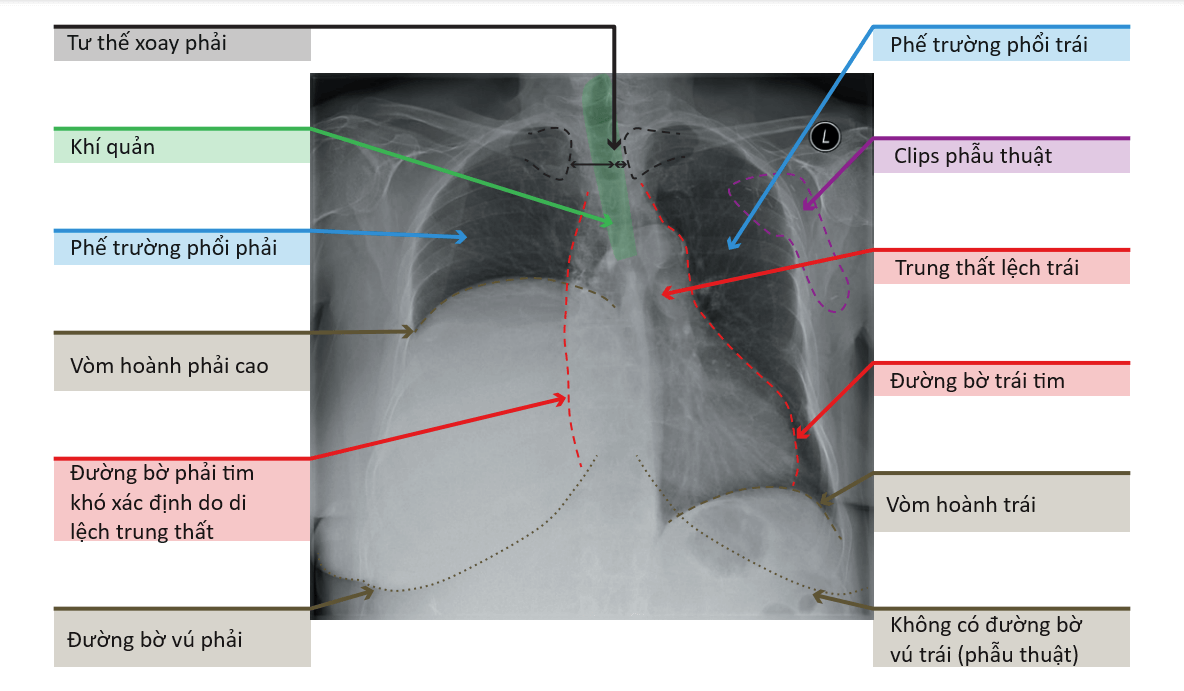 Tư thế xoay phải
Khí quản
Phế trường phổi phải
Vòm hoành phải cao
Đường bờ phải tim
khó xác định do di
lệch trung thất
Đường bờ vú phải
L
Phế trường phổi trái
Clips phẫu thuật
Trung thất lệch trái
Đường bờ trái tim
Vòm hoành trái
Không có đường bờ
vú trái (phẫu thuật)